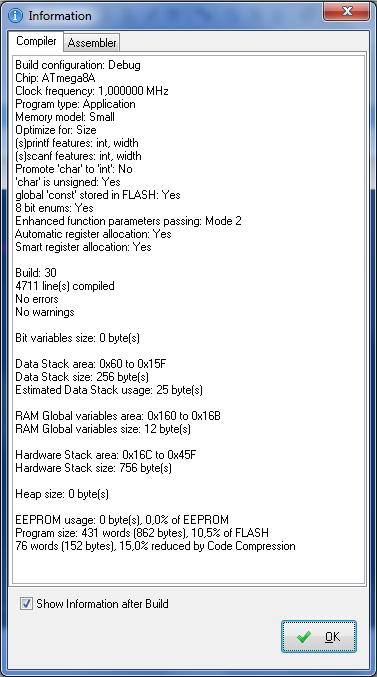 Information
Compiler
Assembler
Build configuration: Debug
Chip: ATmega8A
Clock frequency: 1,000000 MHz
Program type: Application
Memory model: Small
Optimize for: Size
(s)printf features: int, width
(s)scanf features: int, width
Promote 'char' to 'int': No
'char' is unsigned: Yes
global 'const' stored in FLASH: Yes
8 bit enums: Yes
Enhanced function parameters passing: Mode 2
Automatic register allocation: Yes
Smart register allocation: Yes
Build: 30
4711 line(s) compiled
No errors
No warnings
Bit variables size: 0 byte(s)
Data Stack area: 0x60 to 0x15F
Data Stack size: 256 byte(s)
Estimated Data Stack usage: 25 byte(s)
RAM Global variables area: 0x160 to 0x16B
RAM Global variables size: 12 byte(s)
Hardware Stack area: 0x16C to 0x45F
Hardware Stack size: 756 byte(s)
Heap size: 0 byte(s)
EEPROM usage: 0 byte(s), 0,0% of EEPROM
Program size: 431 words (862 bytes), 10,5% of FLASH
76 words (152 bytes), 15,0% reduced by Code Compression
Show Information after Build
OK